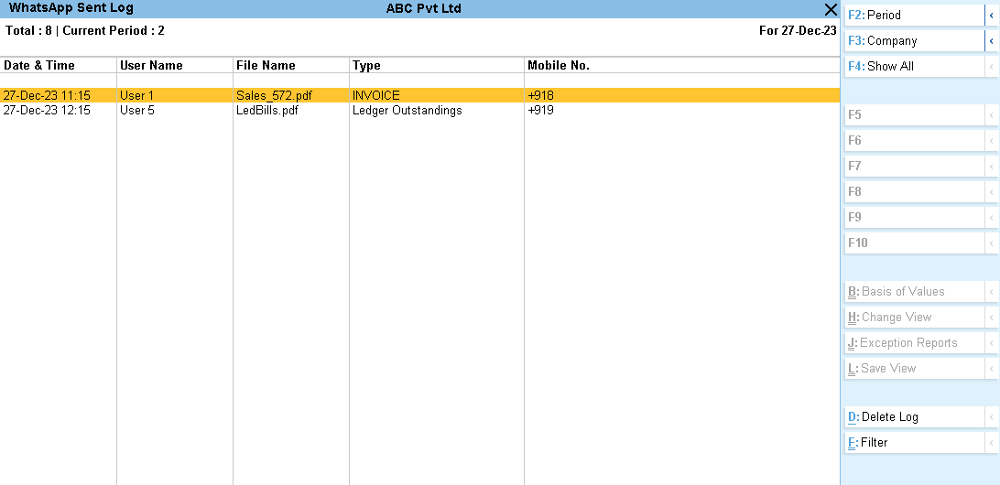 WhatsApp Sent Log ABC Pvt Ltd
Total : 8 | Current Period : 2 For 27-Dec-23
Date & Time User Name File Name Type Mobile No.
27-Dec-23 11:15 User 1 Sales_572.pdf INVOICE +918
27-Dec-23 12:15 User 5 LedBills.pdf Ledger Outstandings +919
F2: Period
F3: Company
F4: Show All
F5
F6
F7
F8
F9
F10
B: Basis of Values
H: Change View
J: Exception Reports
L: Save View
D: Delete Log
F: Filter